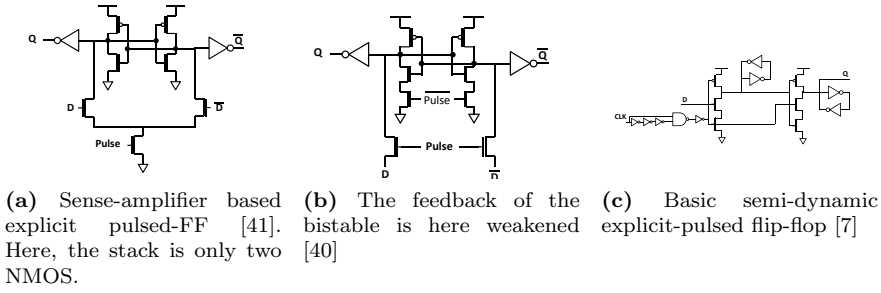 Q
Q̅
D
D̅
Pulse
Q
Q̅
P̅u̅l̅s̅e̅
Pulse
D
D̅
CLK
D
Q
(a) Sense-amplifier based
explicit pulsed-FF [41].
Here, the stack is only two
NMOS.
(b) The feedback of the
bistable is here weakened
[40]
(c) Basic semi-dynamic
explicit-pulsed flip-flop [7]